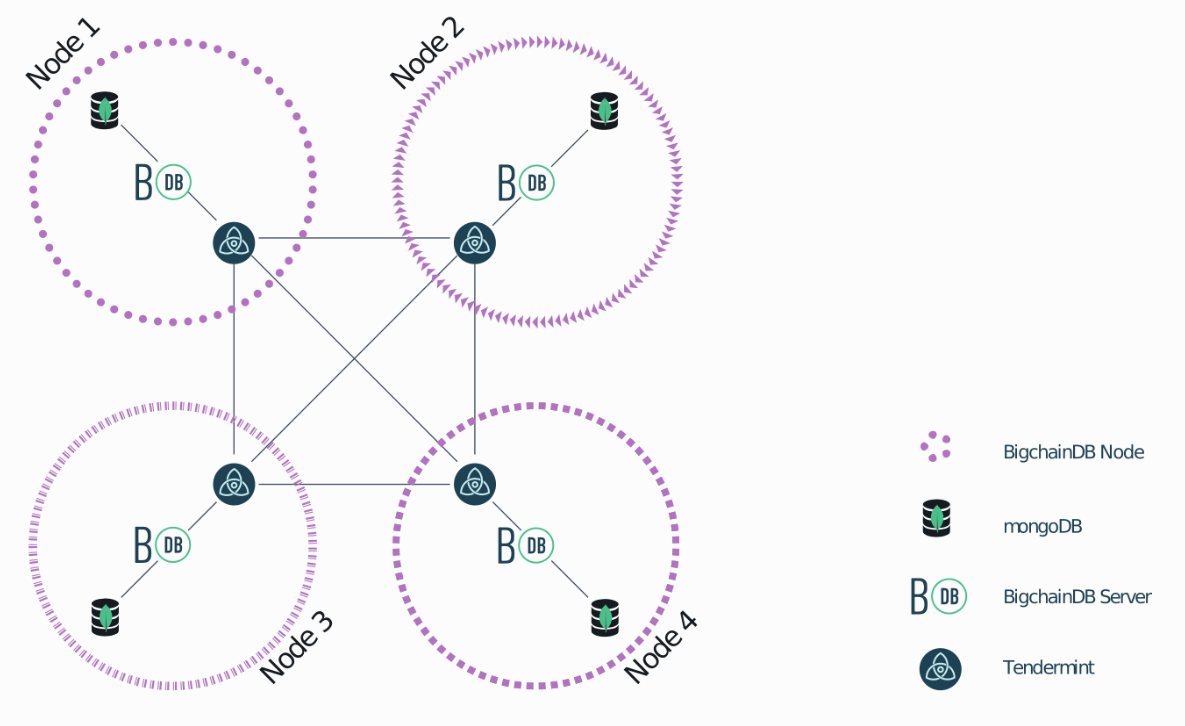 Node 1
Node 2
B DB
B DB
B DB
B DB
Node 3
Node 4
BigchainDB Node
mongoDB
B DB
BigchainDB Server
Tendermint